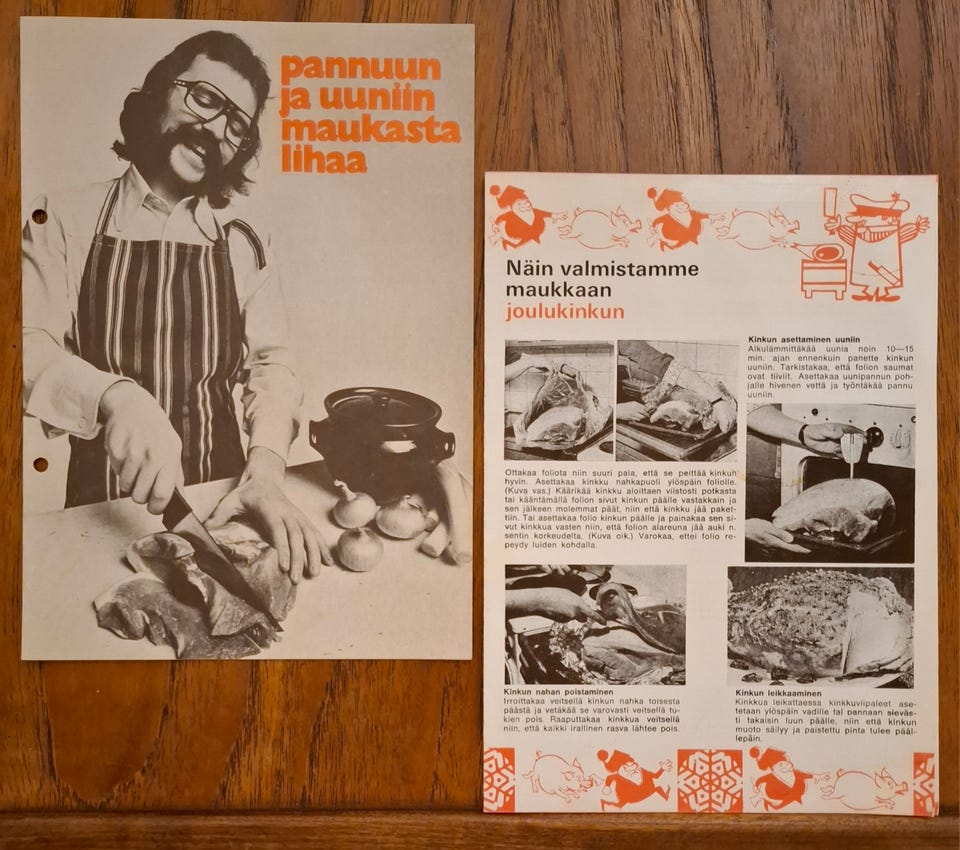 pannuun
ja uuniin
maukasta
lihaa
Näin valmistamme
maukkaan
joulukinkun
Kinkun asettaminen uuniin
Alkulämmittäkää uunia noin 10—15
min. ajan ennenkuin panette kinkun
uuniin. Tarkistakaa, että folion saumat
ovat tiiviit. Asettakaa uunipannun poh-
jalle hivenen vettä ja työntäkää pannu
uuniin.
Ottakaa foliota niin suuri pala, että se peittää kinkun
hyvin. Asettakaa kinkku nahkapuoli ylöspäin foliolle.
(Kuva vas.) Käärikää kinkku aloittaen viistosti potkasta
tai kääntämällä folion sivut kinkun päälle vastakkain ja
sen jälkeen molemmat päät, niin että kinkku jää paket-
tiin. Tai asettakaa folio kinkun päälle ja painakaa sen si-
vut kinkkua vasten niin, että folion alareuna jää auki n.
sentin korkeudelta. (Kuva oik.) Varokaa, ettei folio re-
peydy luiden kohdalla.
Kinkun nahan poistaminen
Irroittakaa veitsellä kinkun nahka toisesta
päästä ja vetäkää se varovasti veitsellä tu-
kien pois. Raaputtakaa kinkkua veitsellä
niin, että kaikki irrallinen rasva lähtee pois.
Kinkun leikkaaminen
Kinkkua leikattaessa kinkkuviipaleet ase-
tetaan ylöspäin vadille tai pannaan sieväs-
ti takaisin luun päälle, niin että kinkun
muoto säilyy ja paistettu pinta tulee pääl-
lepäin.